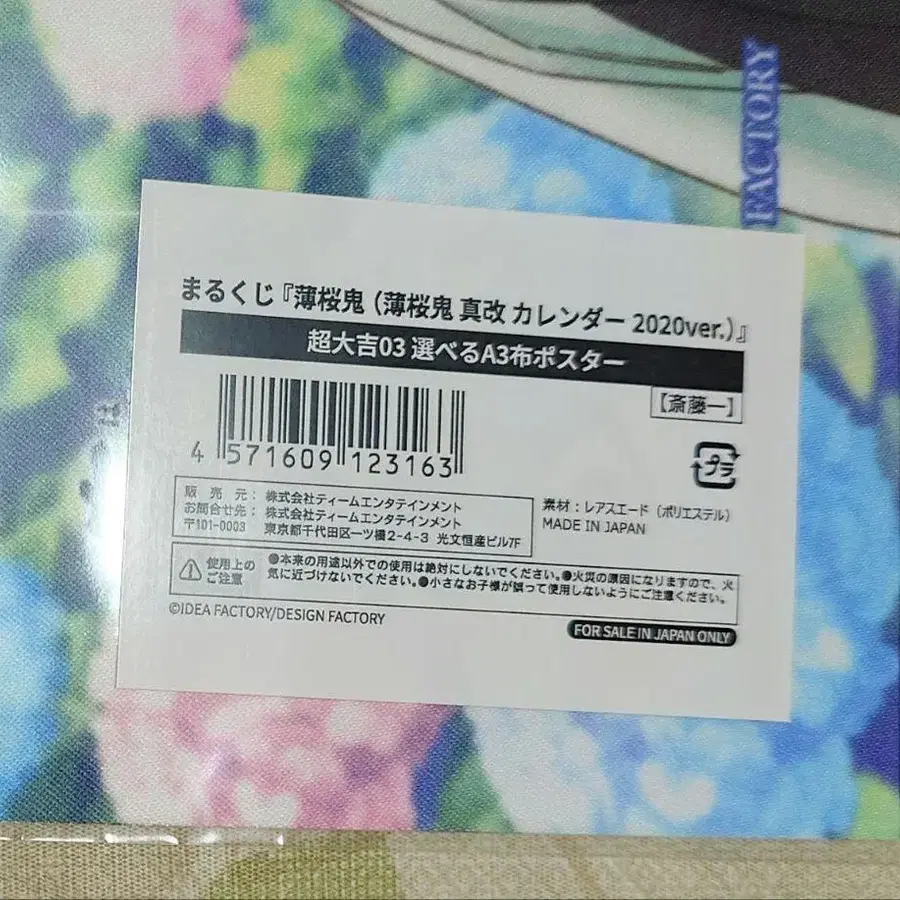 FACTORY
まるくじ『薄桜鬼（薄桜鬼 真改 カレンダー 2020ver.）』
超大吉03 選べるA3布ポスター
【斎藤一】
4 571609 123163
プラ
販売元：株式会社ティームエンタテインメント
お問合せ先：株式会社ティームエンタテインメント
〒101-0003 東京都千代田区一ツ橋2-4-3 光文恒産ビル7F
素材：レアスエード（ポリエステル）
MADE IN JAPAN
使用上の
ご注意
●本来の用途以外での使用は絶対にしないでください。●火災の原因になりますので、火
気に近づけないでください。●小さなお子様が誤って使用しないようにご注意ください。
©IDEA FACTORY/DESIGN FACTORY
FOR SALE IN JAPAN ONLY